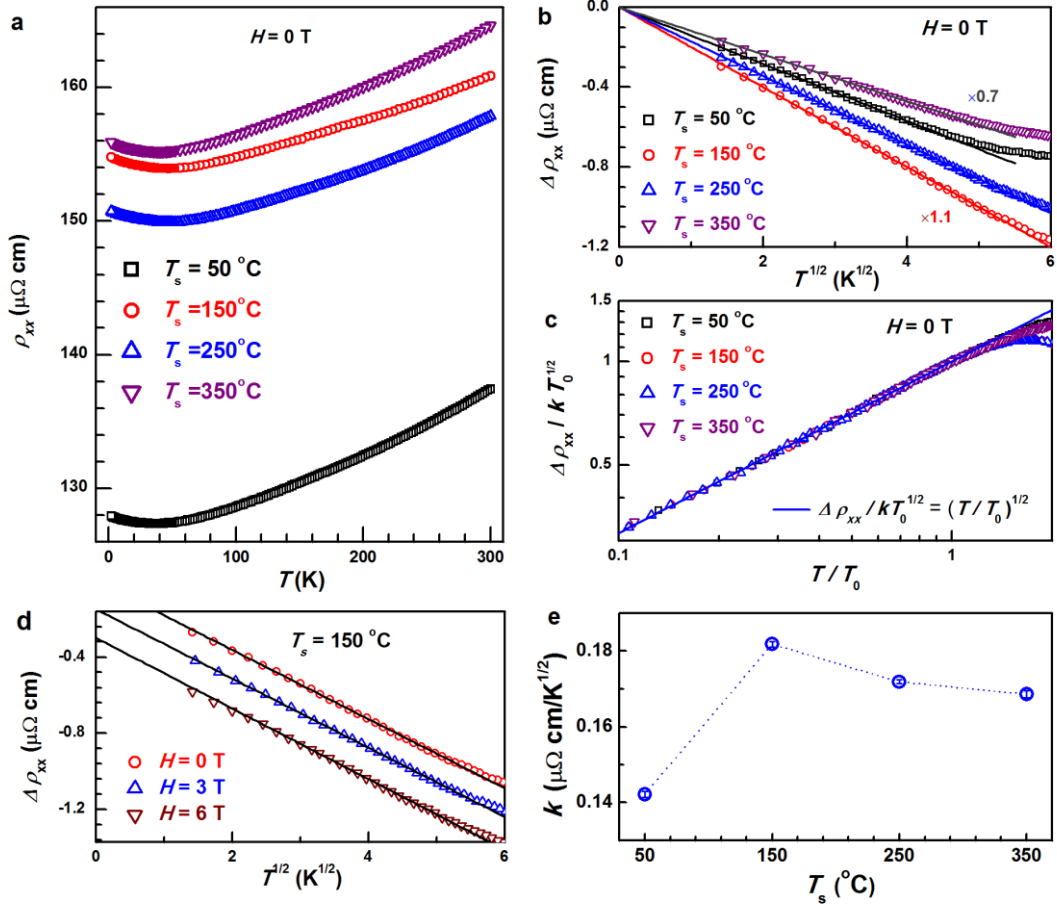 a
H = 0 T
160
150
140
130
ρxx (μΩ cm)
Ts = 50 °C
Ts =150°C
Ts =250°C
Ts =350°C
0
100
200
300
T (K)
b
H = 0 T
0.0
-0.4
-0.8
-1.2
Δ ρxx (μΩ cm)
×0.7
Ts = 50 °C
Ts = 150 °C
Ts = 250 °C
Ts = 350 °C
×1.1
0
2
4
6
T1/2 (K1/2)
c
H = 0 T
1.5
1
0.5
Δ ρxx / k T01/2
Ts = 50 °C
Ts = 150 °C
Ts = 250 °C
Ts = 350 °C
Δ ρxx / kT01/2 = (T / T0)1/2
0.1
1
T / T0
d
Ts = 150 °C
-0.4
-0.8
-1.2
Δ ρxx (μΩ cm)
H = 0 T
H = 3 T
H = 6 T
0
2
4
6
T1/2 (K1/2)
e
0.18
0.16
0.14
k (μΩ cm/K1/2)
50
150
250
350
Ts (°C)